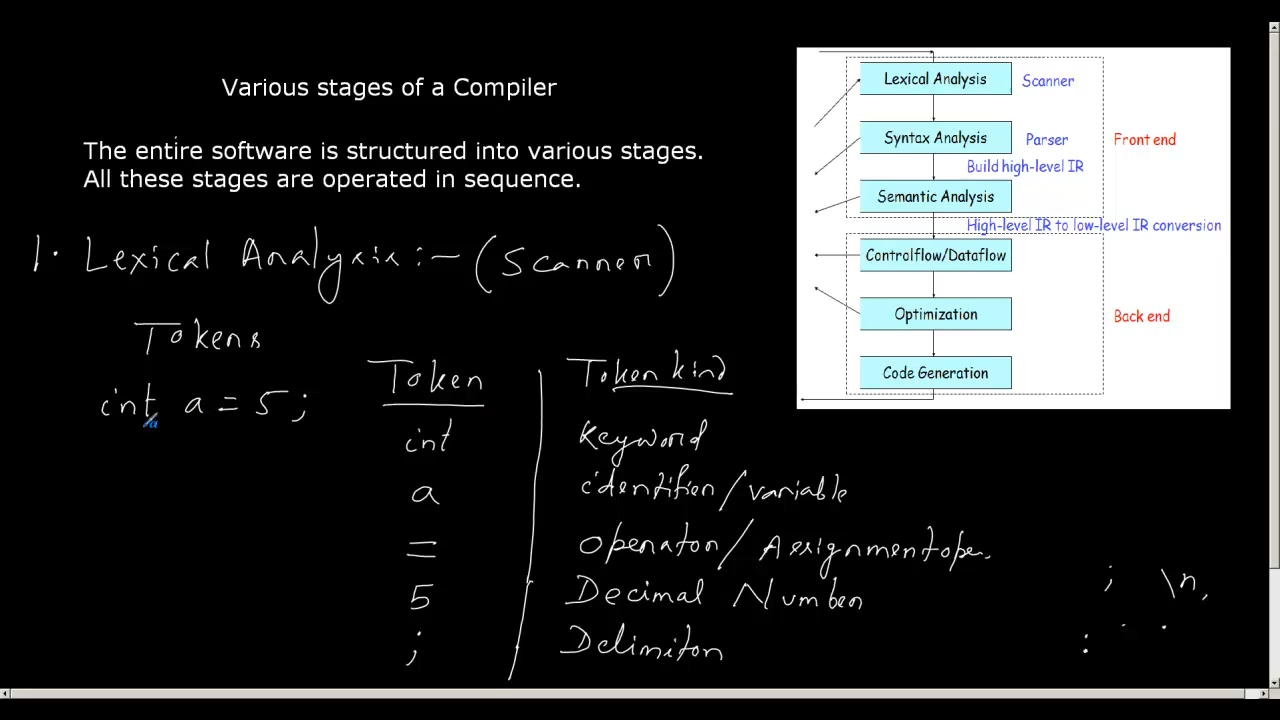 Various stages of a Compiler
The entire software is structured into various stages.
All these stages are operated in sequence.
1. Lexical Analysis :- (Scanner)
Tokens
int a = 5 ;
Token | Token kind
int | Keyword
a | identifier/variable
= | Operator/Assignment oper.
5 | Decimal Number
; | Delimitor
; \n,
: . .
Lexical Analysis Scanner
Syntax Analysis Parser
Front end
Build high-level IR
Semantic Analysis
High-level IR to low-level IR conversion
Controlflow/Dataflow
Optimization
Back end
Code Generation